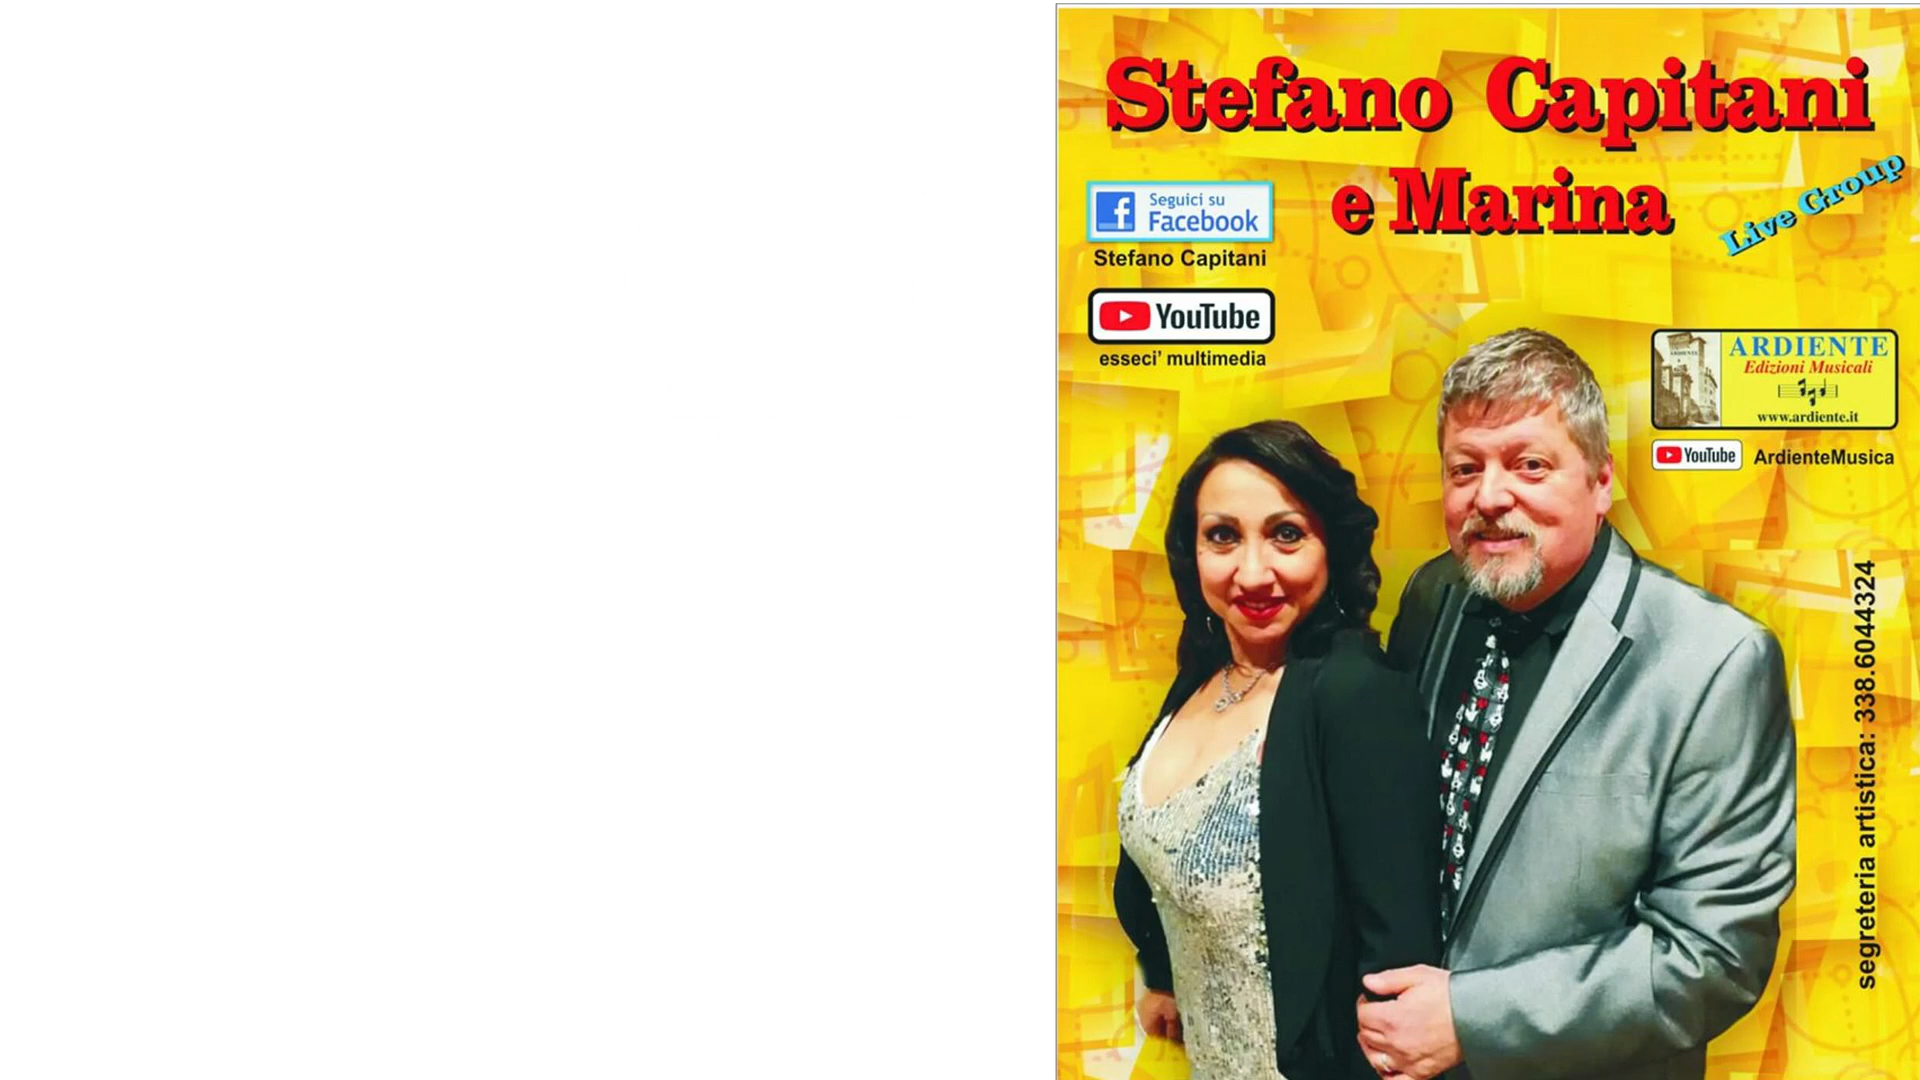 Stefano Capitani
e Marina
Live Group
Seguici su
Facebook
Stefano Capitani
YouTube
esseci' multimedia
ARDIENTE
ARDIENTE
Edizioni Musicali
www.ardiente.it
YouTube ArdienteMusica
segreteria artistica: 338.6044324